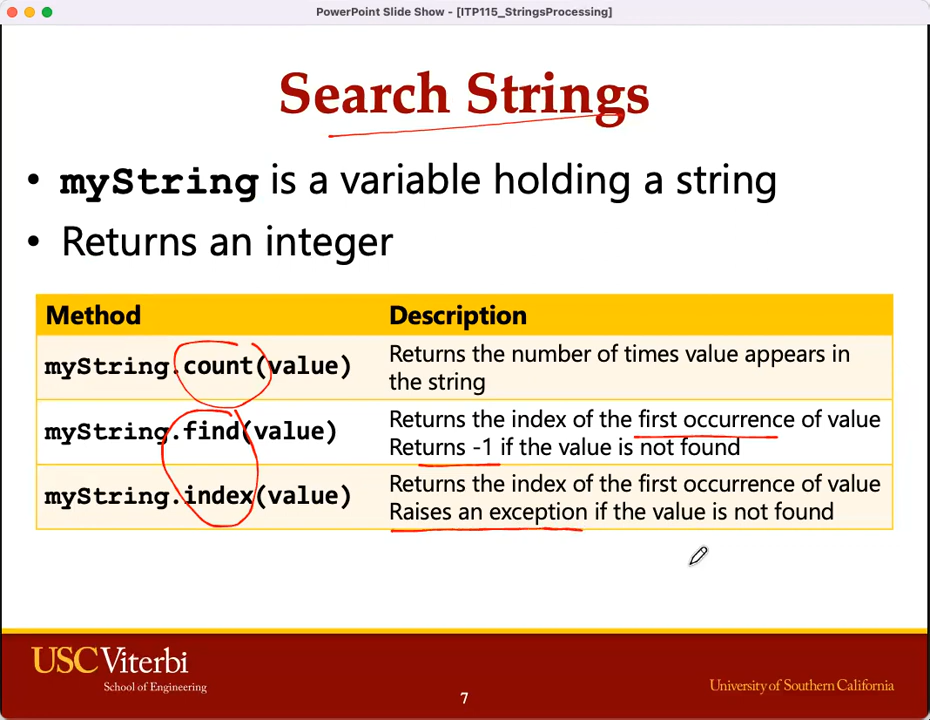 PowerPoint Slide Show - [ITP115_StringsProcessing]
Search Strings
• myString is a variable holding a string
• Returns an integer
Method Description
myString.count(value) Returns the number of times value appears in
the string
myString.find(value) Returns the index of the first occurrence of value
Returns -1 if the value is not found
myString.index(value) Returns the index of the first occurrence of value
Raises an exception if the value is not found
USC Viterbi
School of Engineering
7
University of Southern California